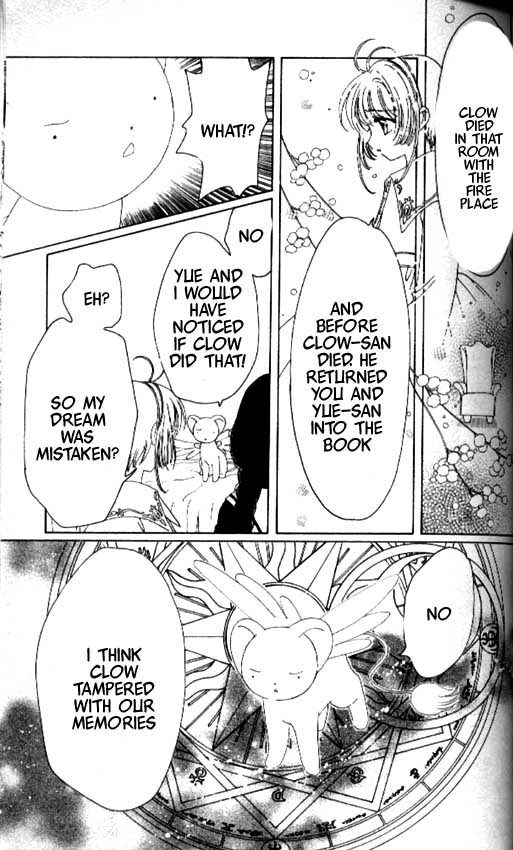 CLOW
DIED
IN THAT
ROOM
WITH
THE
FIRE
PLACE
AND
BEFORE
CLOW-SAN
DIED HE
RETURNED
YOU AND
YUE-SAN
INTO THE
BOOK
WHAT!?
NO
YUE AND
I WOULD
HAVE
NOTICED
IF CLOW
DID THAT!
EH?
SO MY
DREAM
WAS
MISTAKEN?
NO
I THINK
CLOW
TAMPERED
WITH OUR
MEMORIES